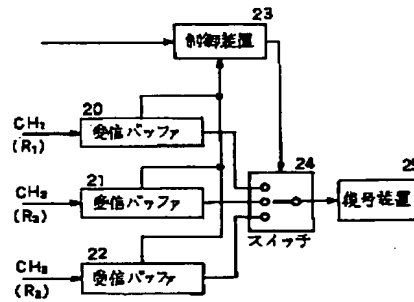 23
制御装置
20
CH1
(R1)
受信バッファ
21
CH2
(R2)
受信バッファ
24
スイッチ
25
復号装置
22
CH3
(R3)
受信バッファ